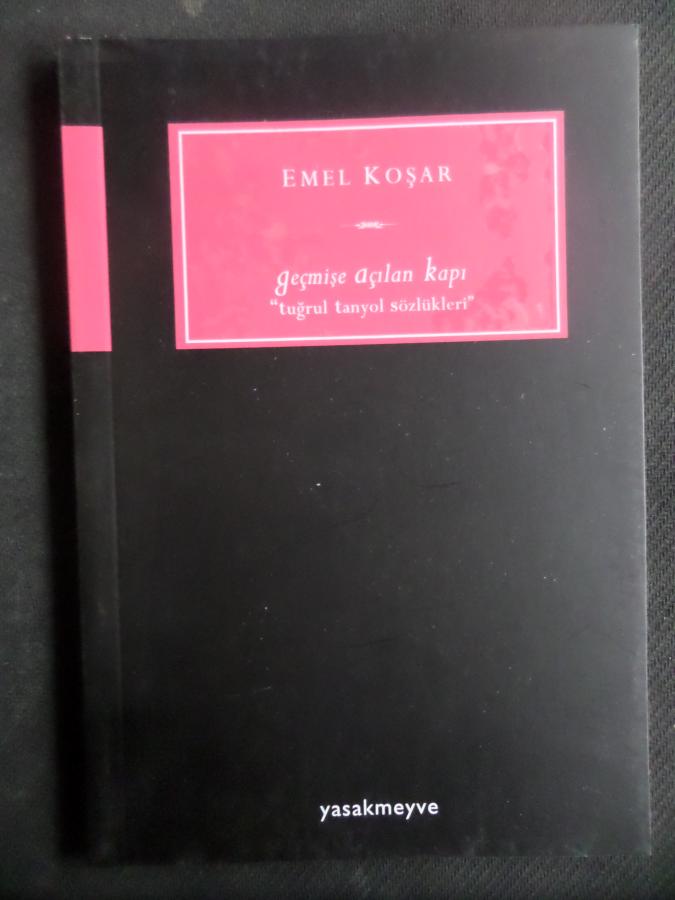 EMEL KOŞAR
geçmişe açılan kapı
“tuğrul tanyol sözlükleri”
yasakmeyve